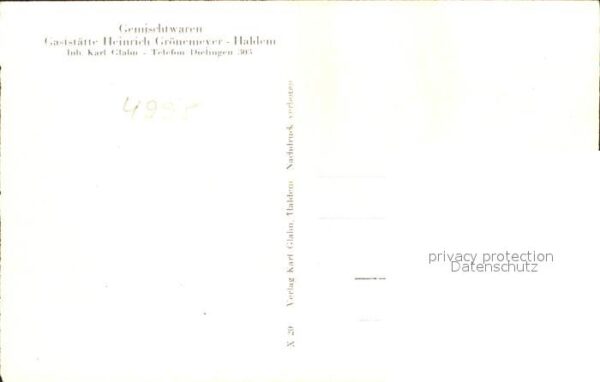 Gemischtwaren
Gaststätte Heinrich Grönemeyer - Haldem
Inh. Karl Glahn - Telefon Dielingen 305
4995
X 20 Verlag Karl Glahn, Haldem Nachdruck verboten
privacy protection
Datenschutz